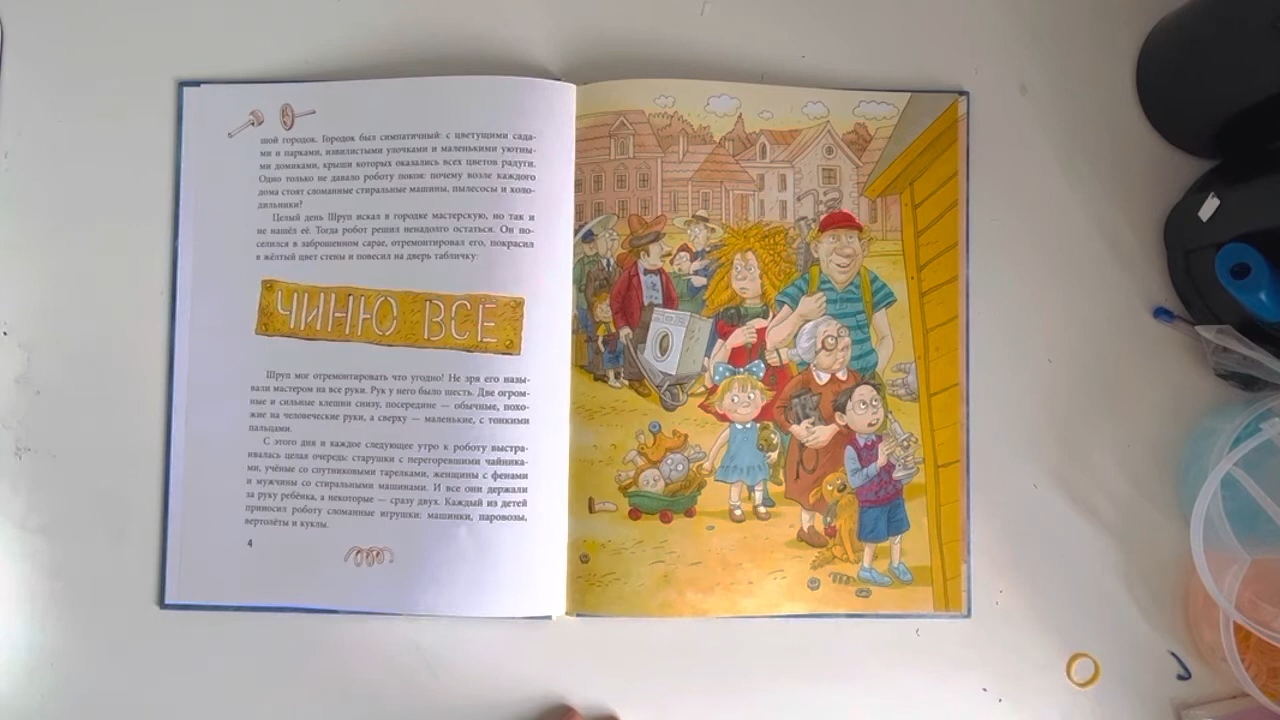 шой городок. Городок был симпатичный: с цветущими сада-
ми и парками, извилистыми улочками и маленькими уютны-
ми домиками, крыши которых оказались всех цветов радуги.
Одно только не давало роботу покоя: почему возле каждого
дома стоят сломанные стиральные машины, пылесосы и холо-
дильники?
Целый день Шруп искал в городке мастерскую, но так и
не нашёл её. Тогда робот решил ненадолго остаться. Он по-
селился в заброшенном сарае, отремонтировал его, покрасил
в жёлтый цвет стены и повесил на дверь табличку:
ЧИНЮ ВСЕ
Шруп мог отремонтировать что угодно! Не зря его назы-
вали мастером на все руки. Рук у него было шесть. Две огром-
ные и сильные клешни снизу, посередине — обычные, похо-
жие на человеческие руки, а сверху — маленькие, с тонкими
пальцами.
С этого дня и каждое следующее утро к роботу выстра-
ивалась целая очередь: старушки с перегоревшими чайника-
ми, учёные со спутниковыми тарелками, женщины с фенами
и мужчины со стиральными машинами. И все они держали
за руку ребёнка, а некоторые — сразу двух. Каждый из детей
приносил роботу сломанные игрушки: машинки, паровозы,
вертолёты и куклы.
4